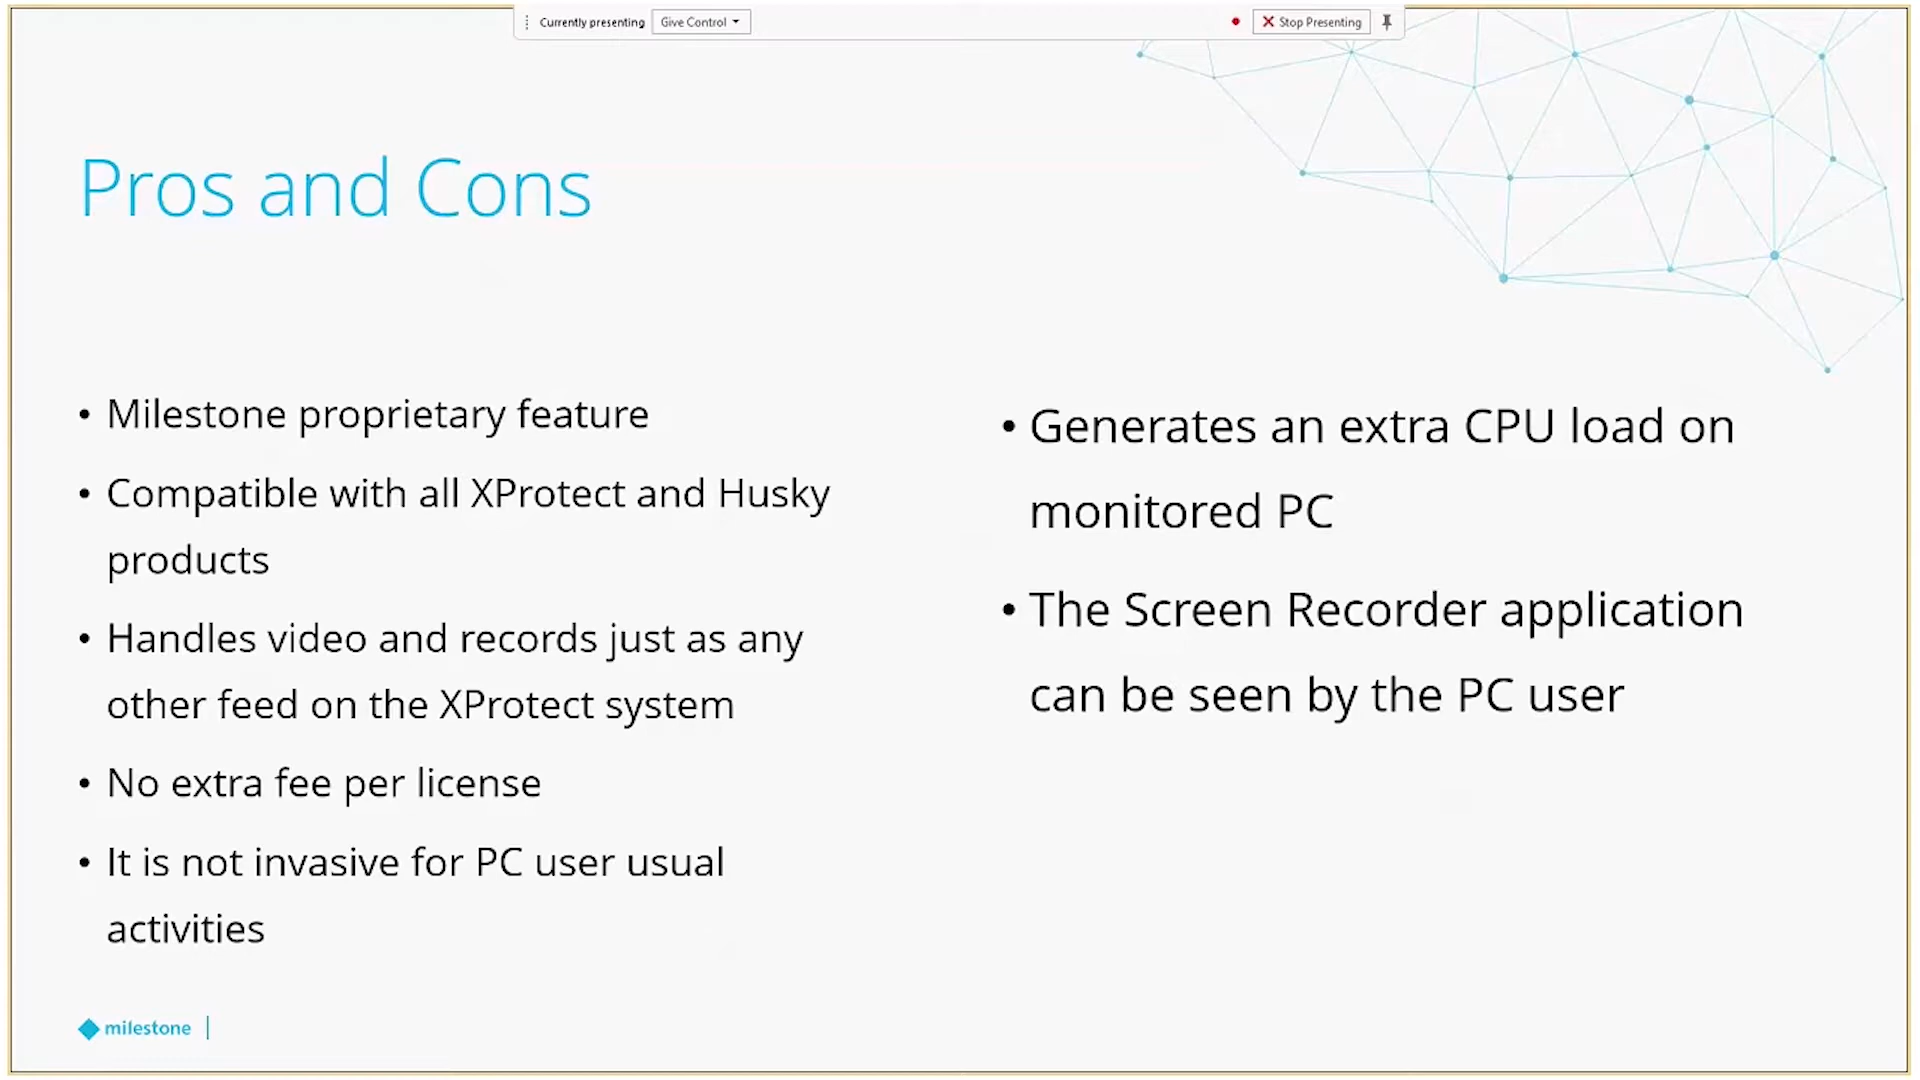 Currently presenting Give Control Stop Presenting
Pros and Cons
• Milestone proprietary feature
• Compatible with all XProtect and Husky
products
• Handles video and records just as any
other feed on the XProtect system
• No extra fee per license
• It is not invasive for PC user usual
activities
• Generates an extra CPU load on
monitored PC
• The Screen Recorder application
can be seen by the PC user
milestone